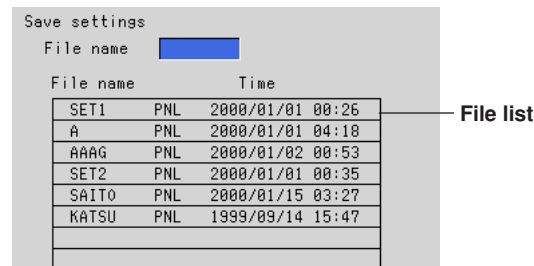 Save settings
File name
File name Time
SET1 PNL 2000/01/01 00:26
A PNL 2000/01/01 04:18
AAAG PNL 2000/01/02 00:53
SET2 PNL 2000/01/01 00:35
SAITO PNL 2000/01/15 03:27
KATSU PNL 1999/09/14 15:47
File list